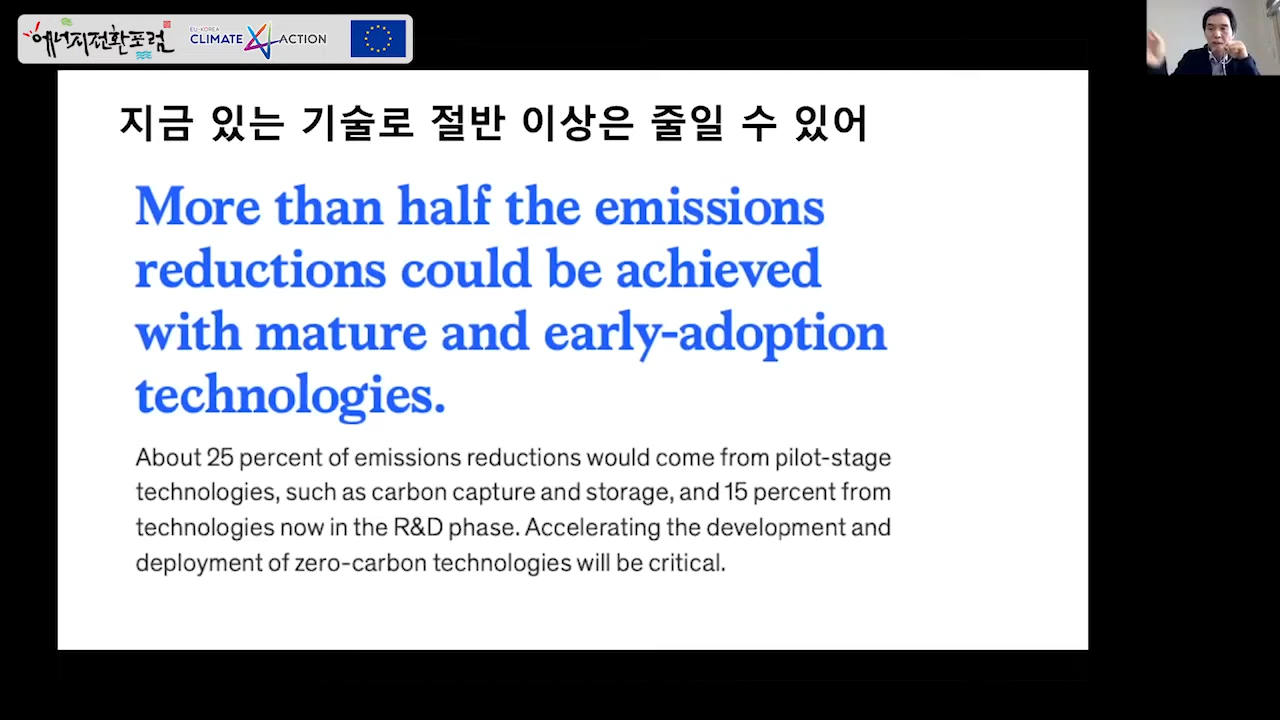 에너지전환포럼
EU-KOREA
CLIMATE ACTION
지금 있는 기술로 절반 이상은 줄일 수 있어
More than half the emissions
reductions could be achieved
with mature and early-adoption
technologies.
About 25 percent of emissions reductions would come from pilot-stage
technologies, such as carbon capture and storage, and 15 percent from
technologies now in the R&D phase. Accelerating the development and
deployment of zero-carbon technologies will be critical.